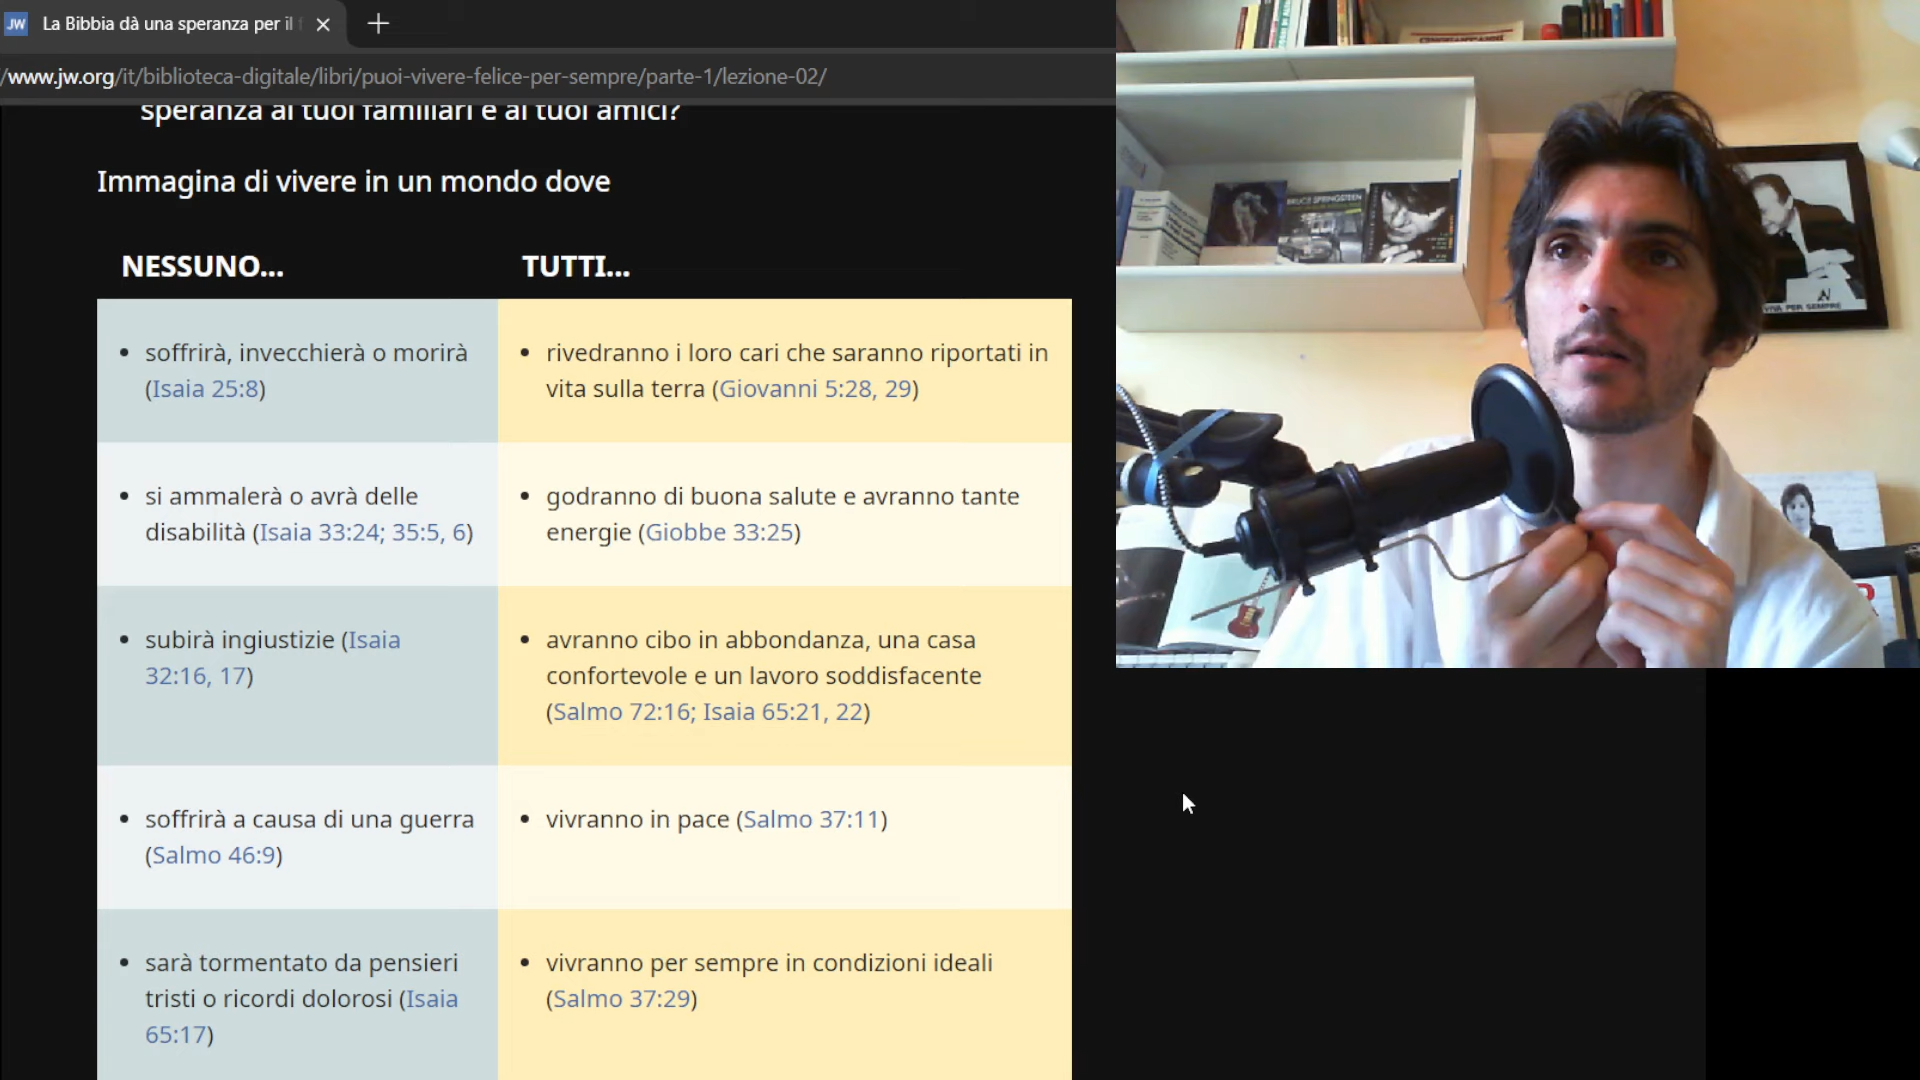 La Bibbia dà una speranza per il
/www.jw.org/it/biblioteca-digitale/libri/puoi-vivere-felice-per-sempre/parte-1/lezione-02/
speranza ai tuoi familiari e ai tuoi amici?
Immagina di vivere in un mondo dove
NESSUNO... TUTTI...
• soffrirà, invecchierà o morirà
(Isaia 25:8)
• rivedranno i loro cari che saranno riportati in
vita sulla terra (Giovanni 5:28, 29)
• si ammalerà o avrà delle
disabilità (Isaia 33:24; 35:5, 6)
• godranno di buona salute e avranno tante
energie (Giobbe 33:25)
• subirà ingiustizie (Isaia
32:16, 17)
• avranno cibo in abbondanza, una casa
confortevole e un lavoro soddisfacente
(Salmo 72:16; Isaia 65:21, 22)
• soffrirà a causa di una guerra
(Salmo 46:9)
• vivranno in pace (Salmo 37:11)
• sarà tormentato da pensieri
tristi o ricordi dolorosi (Isaia
65:17)
• vivranno per sempre in condizioni ideali
(Salmo 37:29)
JW
BRUCE SPRINGSTEEN
VIVA PER SEMPRE